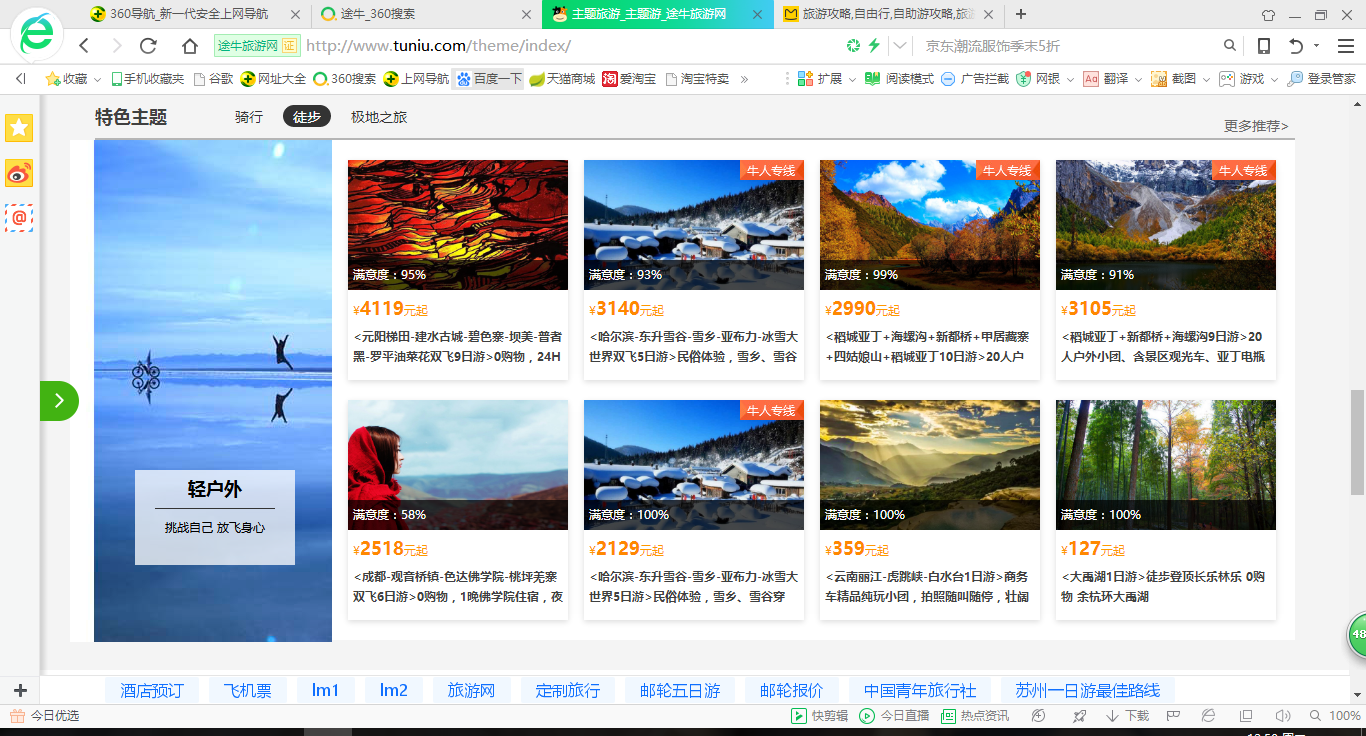 360导航_新一代安全上网导航
途牛_360搜索
主题旅游_主题游_途牛旅游网
旅游攻略,自由行,自助游攻略,旅游
途牛旅游网 证 http://www.tuniu.com/theme/index/
京东潮流服饰季末5折
收藏 手机收藏夹 谷歌 网址大全 360搜索 上网导航 百度一下 天猫商城 爱淘宝 淘宝特卖 » 扩展 阅读模式 广告拦截 网银 翻译 截图 游戏 登录管家
特色主题 骑行 徒步 极地之旅 更多推荐>
轻户外
挑战自己 放飞身心
满意度：95%
¥4119元起
<元阳梯田-建水古城-碧色寨-坝美-普者
黑-罗平油菜花双飞9日游>0购物，24H
牛人专线
满意度：93%
¥3140元起
<哈尔滨-东升雪谷-雪乡-亚布力-冰雪大
世界双飞5日游>民俗体验，雪乡、雪谷
牛人专线
满意度：99%
¥2990元起
<稻城亚丁+海螺沟+新都桥+甲居藏寨
+四姑娘山+稻城亚丁10日游>20人户
牛人专线
满意度：91%
¥3105元起
<稻城亚丁+新都桥+海螺沟9日游>20
人户外小团、含景区观光车、亚丁电瓶
满意度：58%
¥2518元起
<成都-观音桥镇-色达佛学院-桃坪羌寨
双飞6日游>0购物，1晚佛学院住宿，夜
牛人专线
满意度：100%
¥2129元起
<哈尔滨-东升雪谷-雪乡-亚布力-冰雪大
世界5日游>民俗体验，雪乡、雪谷穿
满意度：100%
¥359元起
<云南丽江-虎跳峡-白水台1日游>商务
车精品纯玩小团，拍照随叫随停，壮阔
满意度：100%
¥127元起
<大禹湖1日游>徒步登顶长乐林乐 0购
物 余杭环大禹湖
48
酒店预订 飞机票 lm1 lm2 旅游网 定制旅行 邮轮五日游 邮轮报价 中国青年旅行社 苏州一日游最佳路线
今日优选 快剪辑 今日直播 热点资讯 下载 100%